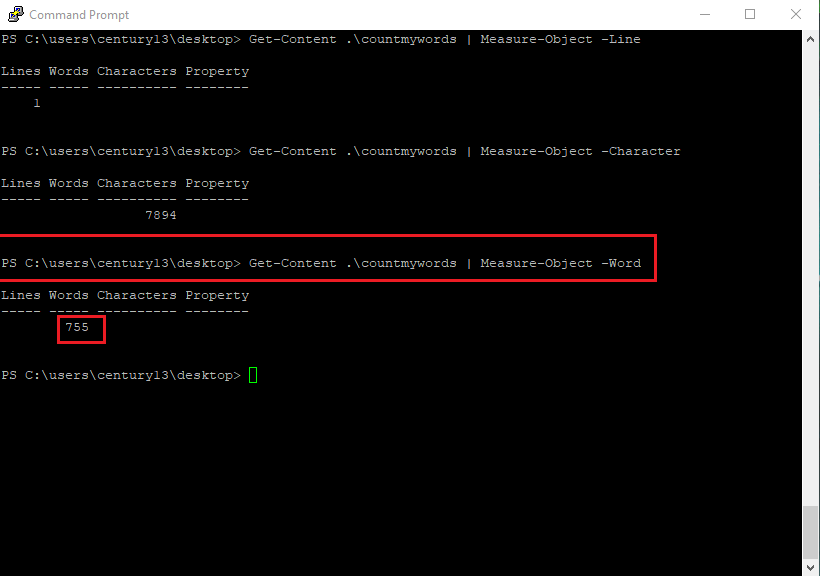 Command Prompt
PS C:\users\century13\desktop> Get-Content .\countmywords | Measure-Object -Line
Lines Words Characters Property
----- ----- ---------- --------
    1
PS C:\users\century13\desktop> Get-Content .\countmywords | Measure-Object -Character
Lines Words Characters Property
----- ----- ---------- --------
                  7894
PS C:\users\century13\desktop> Get-Content .\countmywords | Measure-Object -Word
Lines Words Characters Property
----- ----- ---------- --------
        755
PS C:\users\century13\desktop>